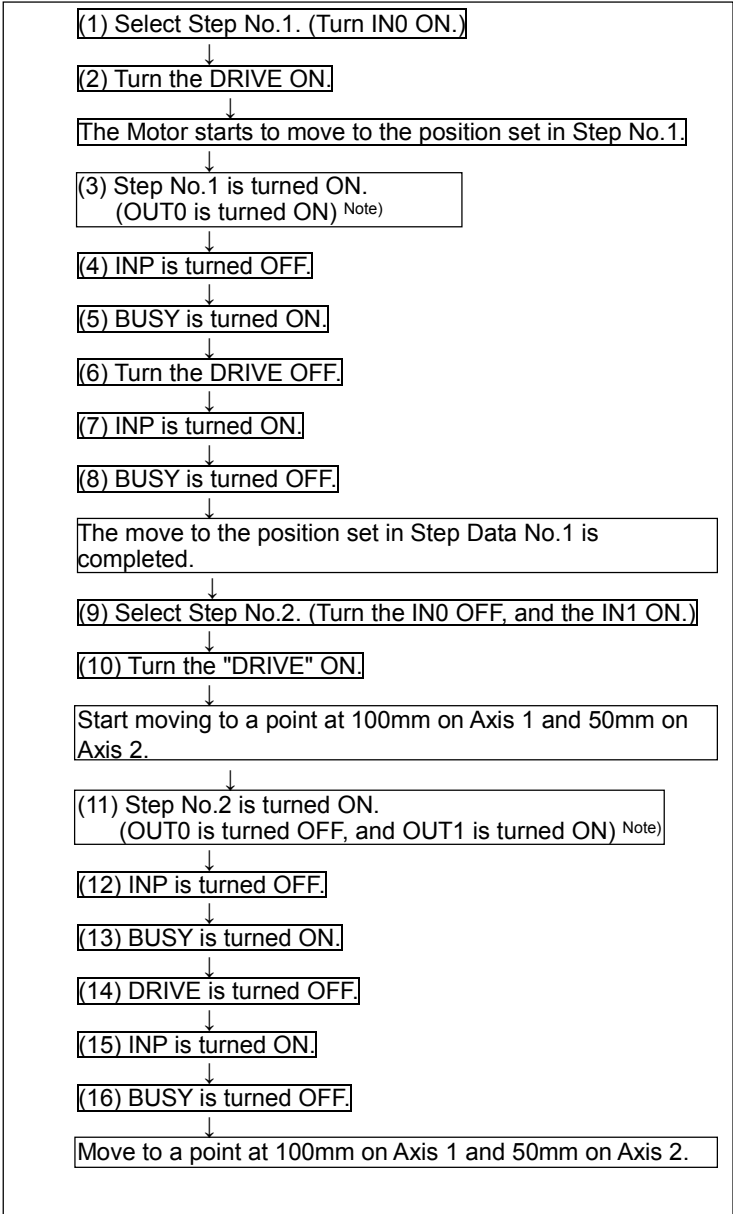 (1) Select Step No.1. (Turn IN0 ON.)
↓
(2) Turn the DRIVE ON.
↓
The Motor starts to move to the position set in Step No.1.
↓
(3) Step No.1 is turned ON.
(OUT0 is turned ON) Note)
↓
(4) INP is turned OFF.
↓
(5) BUSY is turned ON.
↓
(6) Turn the DRIVE OFF.
↓
(7) INP is turned ON.
↓
(8) BUSY is turned OFF.
↓
The move to the position set in Step Data No.1 is
completed.
↓
(9) Select Step No.2. (Turn the IN0 OFF, and the IN1 ON.)
↓
(10) Turn the "DRIVE" ON.
↓
Start moving to a point at 100mm on Axis 1 and 50mm on
Axis 2.
↓
(11) Step No.2 is turned ON.
(OUT0 is turned OFF, and OUT1 is turned ON) Note)
↓
(12) INP is turned OFF.
↓
(13) BUSY is turned ON.
↓
(14) DRIVE is turned OFF.
↓
(15) INP is turned ON.
↓
(16) BUSY is turned OFF.
↓
Move to a point at 100mm on Axis 1 and 50mm on Axis 2.